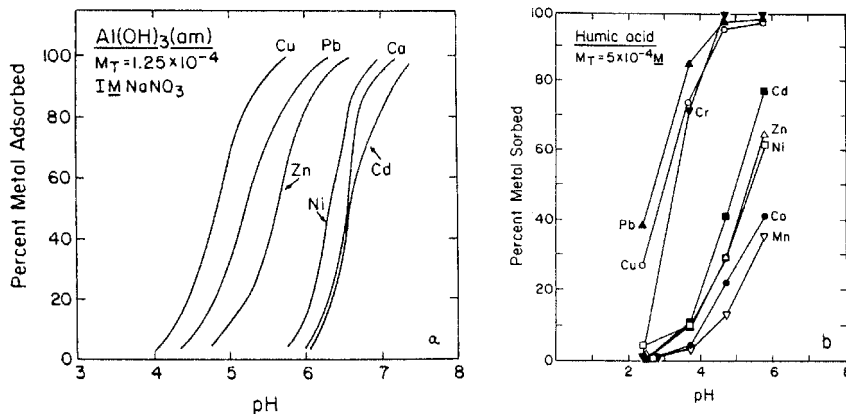 Al(OH)3(am)
MT = 1.25 × 10-4
IM NaNO3
Cu
Pb
Ca
Zn
Ni
Cd
a
Percent Metal Adsorbed
100
80
60
40
20
0
3
4
5
6
7
8
pH
Humic acid
MT = 5×10-4 M
Cd
Zn
Ni
Co
Mn
Cr
Pb
Cu
b
Percent Metal Sorbed
100
80
60
40
20
0
0
2
4
6
8
pH